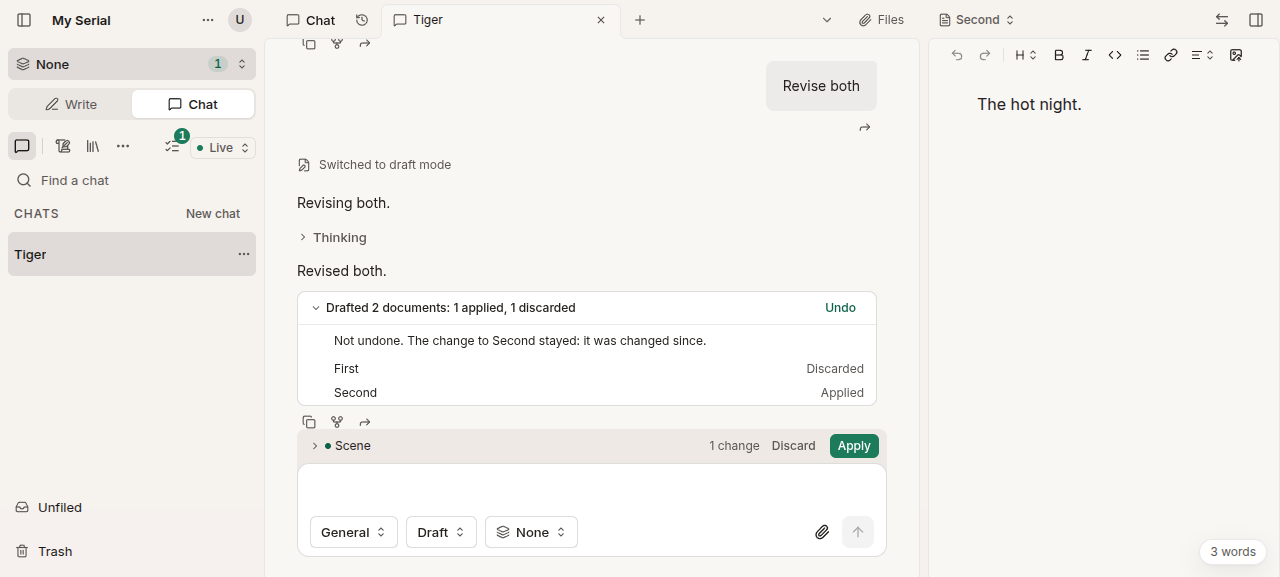 My Serial
U
None
1
Write
Chat
1
Live
Find a chat
CHATS
New chat
Tiger
Unfiled
Trash
Chat
Tiger
Files
Second
Revise both
Switched to draft mode
Revising both.
Thinking
Revised both.
Drafted 2 documents: 1 applied, 1 discarded
Undo
Not undone. The change to Second stayed: it was changed since.
First
Discarded
Second
Applied
Scene
1 change
Discard
Apply
General
Draft
None
H
B
I
The hot night.
3 words